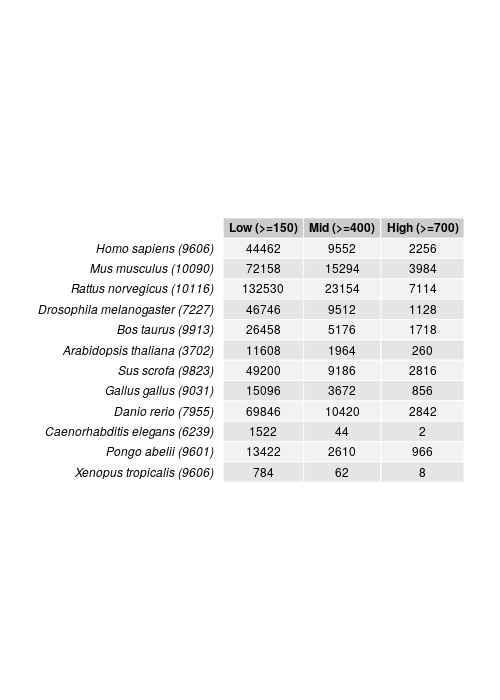 Low (>=150) Mid (>=400) High (>=700)
Homo sapiens (9606) 44462 9552 2256
Mus musculus (10090) 72158 15294 3984
Rattus norvegicus (10116) 132530 23154 7114
Drosophila melanogaster (7227) 46746 9512 1128
Bos taurus (9913) 26458 5176 1718
Arabidopsis thaliana (3702) 11608 1964 260
Sus scrofa (9823) 49200 9186 2816
Gallus gallus (9031) 15096 3672 856
Danio rerio (7955) 69846 10420 2842
Caenorhabditis elegans (6239) 1522 44 2
Pongo abelii (9601) 13422 2610 966
Xenopus tropicalis (9606) 784 62 8